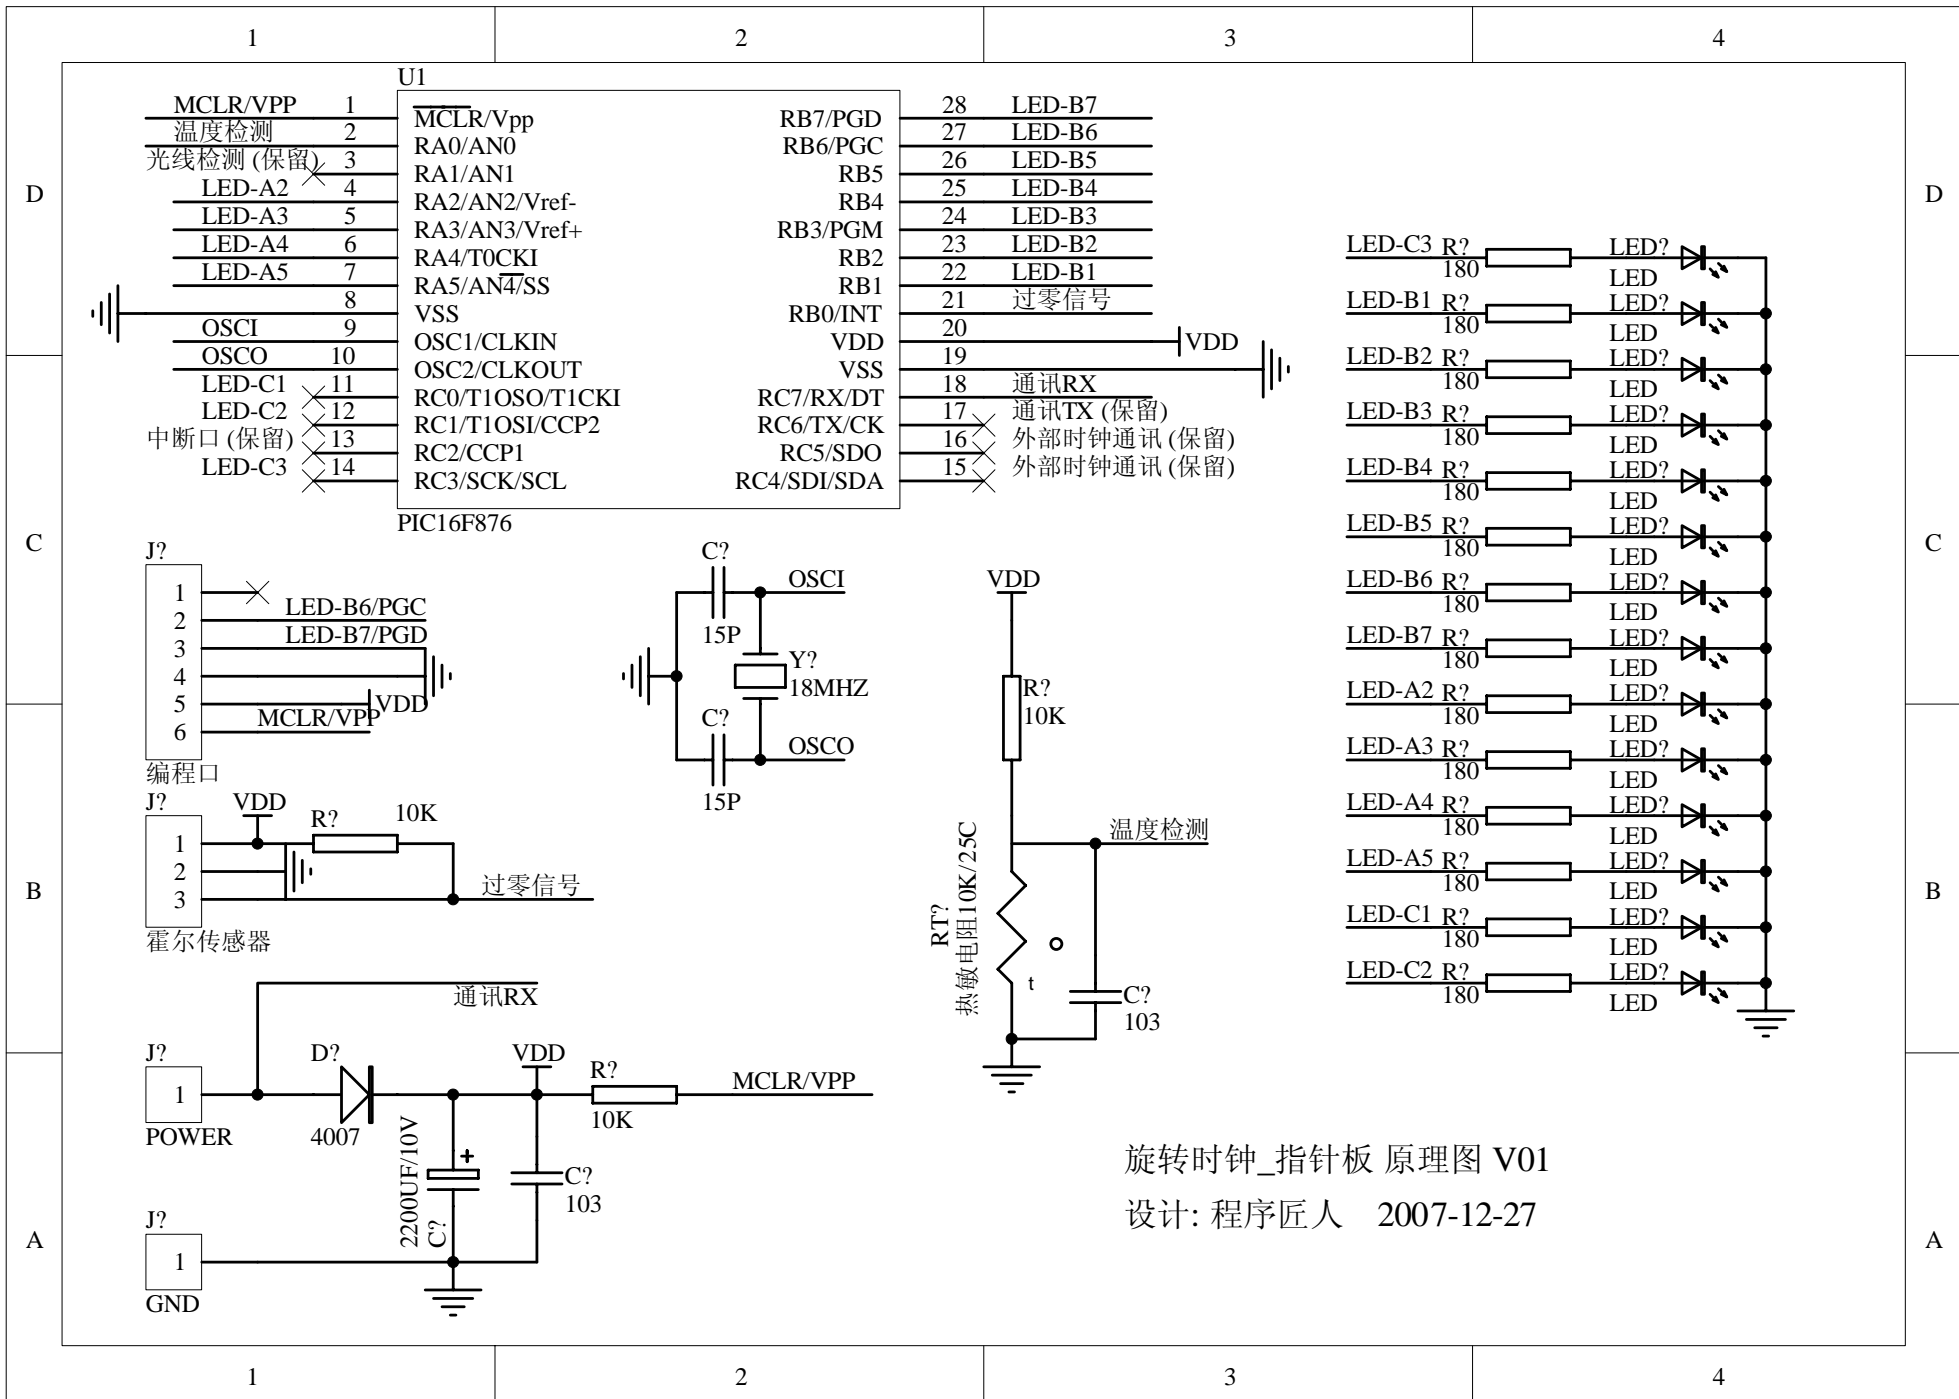 1 2 3 4
D
C
B
A
D
C
B
A
U1
MCLR/VPP 1 MCLR/Vpp
温度检测 2 RA0/AN0
光线检测 (保留) 3 RA1/AN1
LED-A2 4 RA2/AN2/Vref-
LED-A3 5 RA3/AN3/Vref+
LED-A4 6 RA4/T0CKI
LED-A5 7 RA5/AN4/SS
8 VSS
OSCI 9 OSC1/CLKIN
OSCO 10 OSC2/CLKOUT
LED-C1 11 RC0/T1OSO/T1CKI
LED-C2 12 RC1/T1OSI/CCP2
中断口 (保留) 13 RC2/CCP1
LED-C3 14 RC3/SCK/SCL
RB7/PGD 28 LED-B7
RB6/PGC 27 LED-B6
RB5 26 LED-B5
RB4 25 LED-B4
RB3/PGM 24 LED-B3
RB2 23 LED-B2
RB1 22 LED-B1
RB0/INT 21 过零信号
VDD 20 VDD
VSS 19
RC7/RX/DT 18 通讯RX
RC6/TX/CK 17 通讯TX (保留)
RC5/SDO 16 外部时钟通讯 (保留)
RC4/SDI/SDA 15 外部时钟通讯 (保留)
PIC16F876
J?
1
2 LED-B6/PGC
3 LED-B7/PGD
4
5 VDD
6 MCLR/VPP
编程口
J?
1
2
3
VDD
R? 10K
过零信号
霍尔传感器
C?
15P
OSCI
Y?
18MHZ
C?
15P
OSCO
VDD
R?
10K
温度检测
RT?
热敏电阻10K/25C
t
C?
103
通讯RX
J?
1
POWER
D?
4007
VDD
R?
10K
MCLR/VPP
2200UF/10V
C?
+
C?
103
J?
1
GND
LED-C3 R? 180 LED? LED
LED-B1 R? 180 LED? LED
LED-B2 R? 180 LED? LED
LED-B3 R? 180 LED? LED
LED-B4 R? 180 LED? LED
LED-B5 R? 180 LED? LED
LED-B6 R? 180 LED? LED
LED-B7 R? 180 LED? LED
LED-A2 R? 180 LED? LED
LED-A3 R? 180 LED? LED
LED-A4 R? 180 LED? LED
LED-A5 R? 180 LED? LED
LED-C1 R? 180 LED? LED
LED-C2 R? 180 LED? LED
旋转时钟_指针板 原理图 V01
设计: 程序匠人 2007-12-27
1 2 3 4